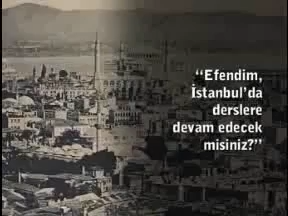 “Efendim,
İstanbul’da
derslere
devam edecek
misiniz?”